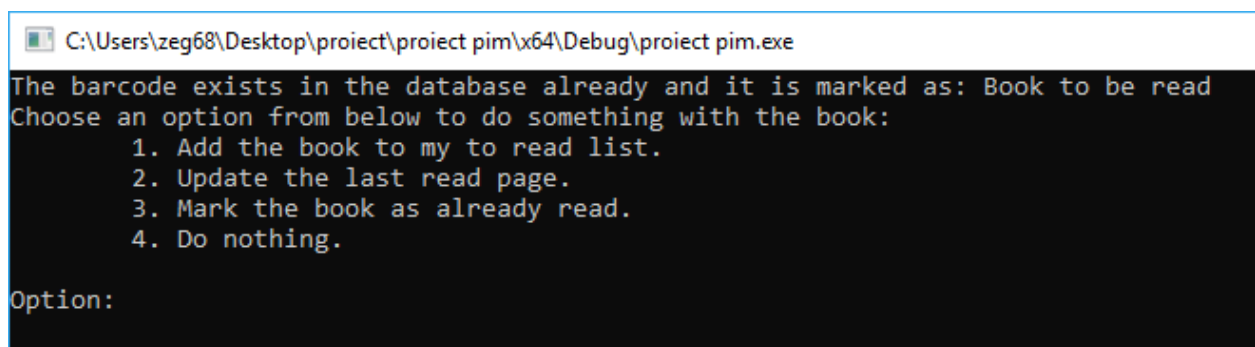 C:\Users\zeg68\Desktop\proiect\proiect pim\x64\Debug\proiect pim.exe
The barcode exists in the database already and it is marked as: Book to be read
Choose an option from below to do something with the book:
1. Add the book to my to read list.
2. Update the last read page.
3. Mark the book as already read.
4. Do nothing.
Option: